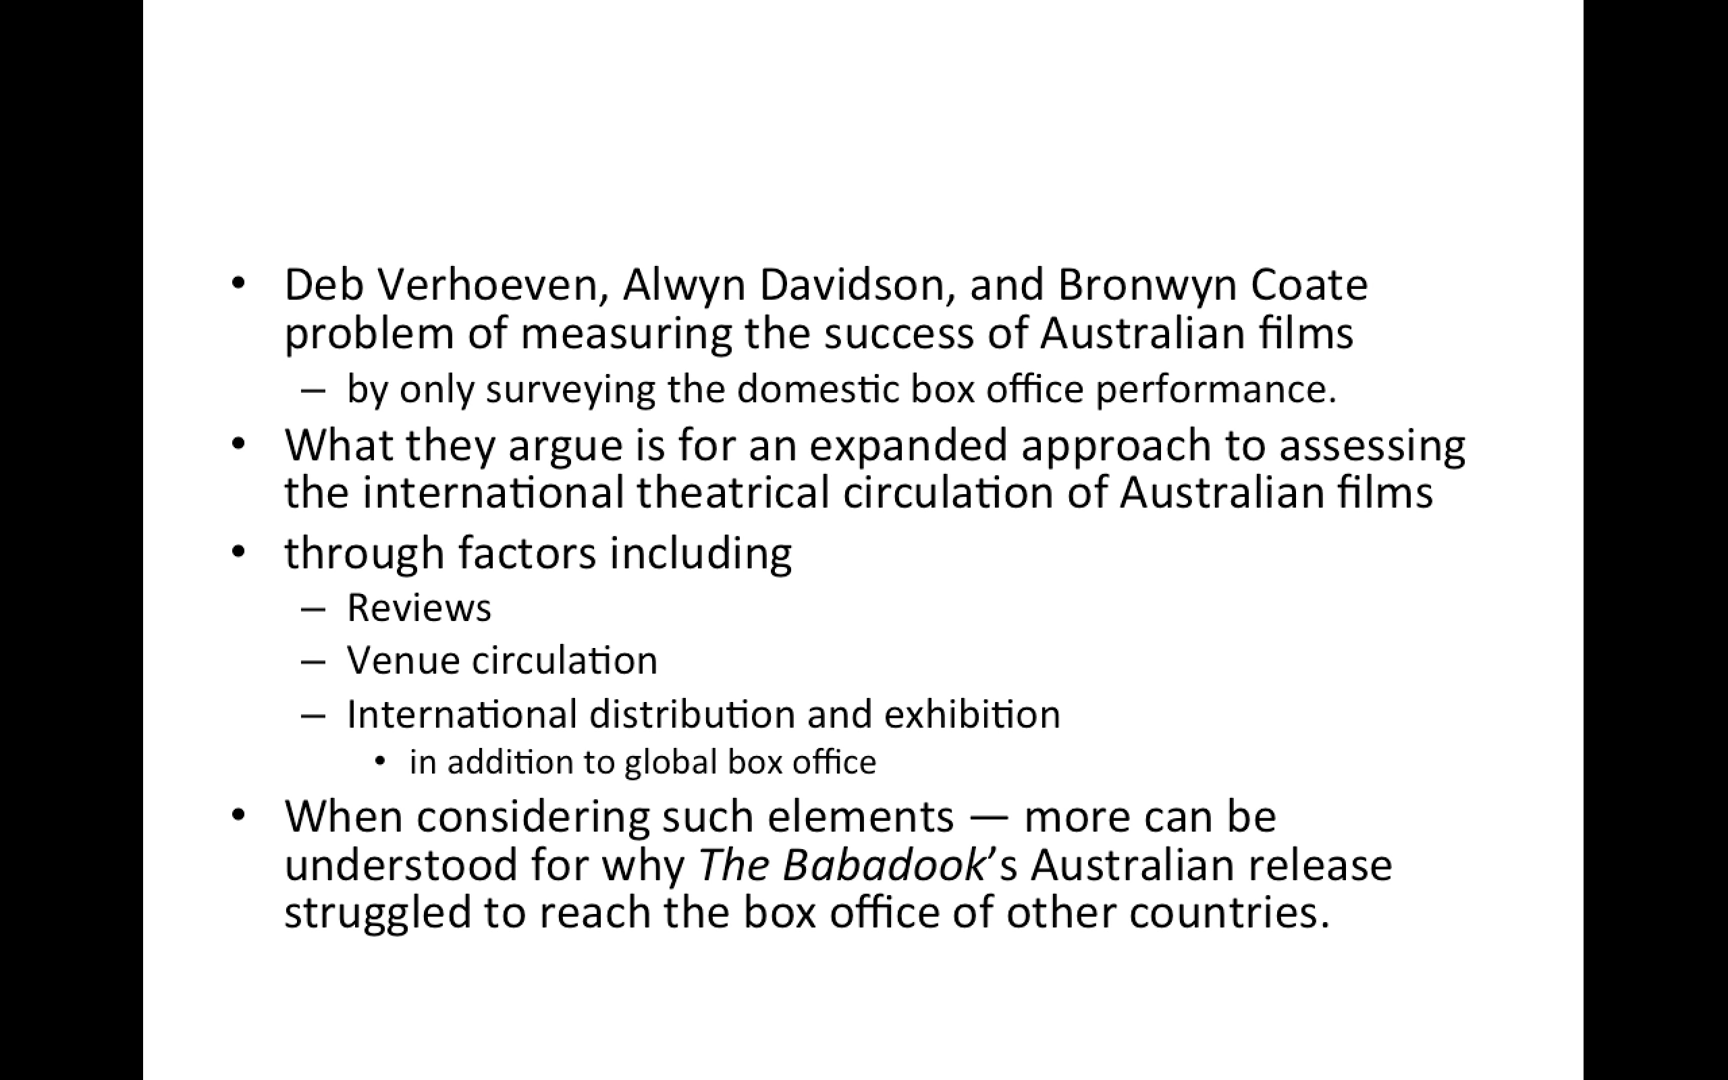 • Deb Verhoeven, Alwyn Davidson, and Bronwyn Coate
problem of measuring the success of Australian films
– by only surveying the domestic box office performance.
• What they argue is for an expanded approach to assessing
the international theatrical circulation of Australian films
• through factors including
– Reviews
– Venue circulation
– International distribution and exhibition
• in addition to global box office
• When considering such elements — more can be
understood for why The Babadook’s Australian release
struggled to reach the box office of other countries.